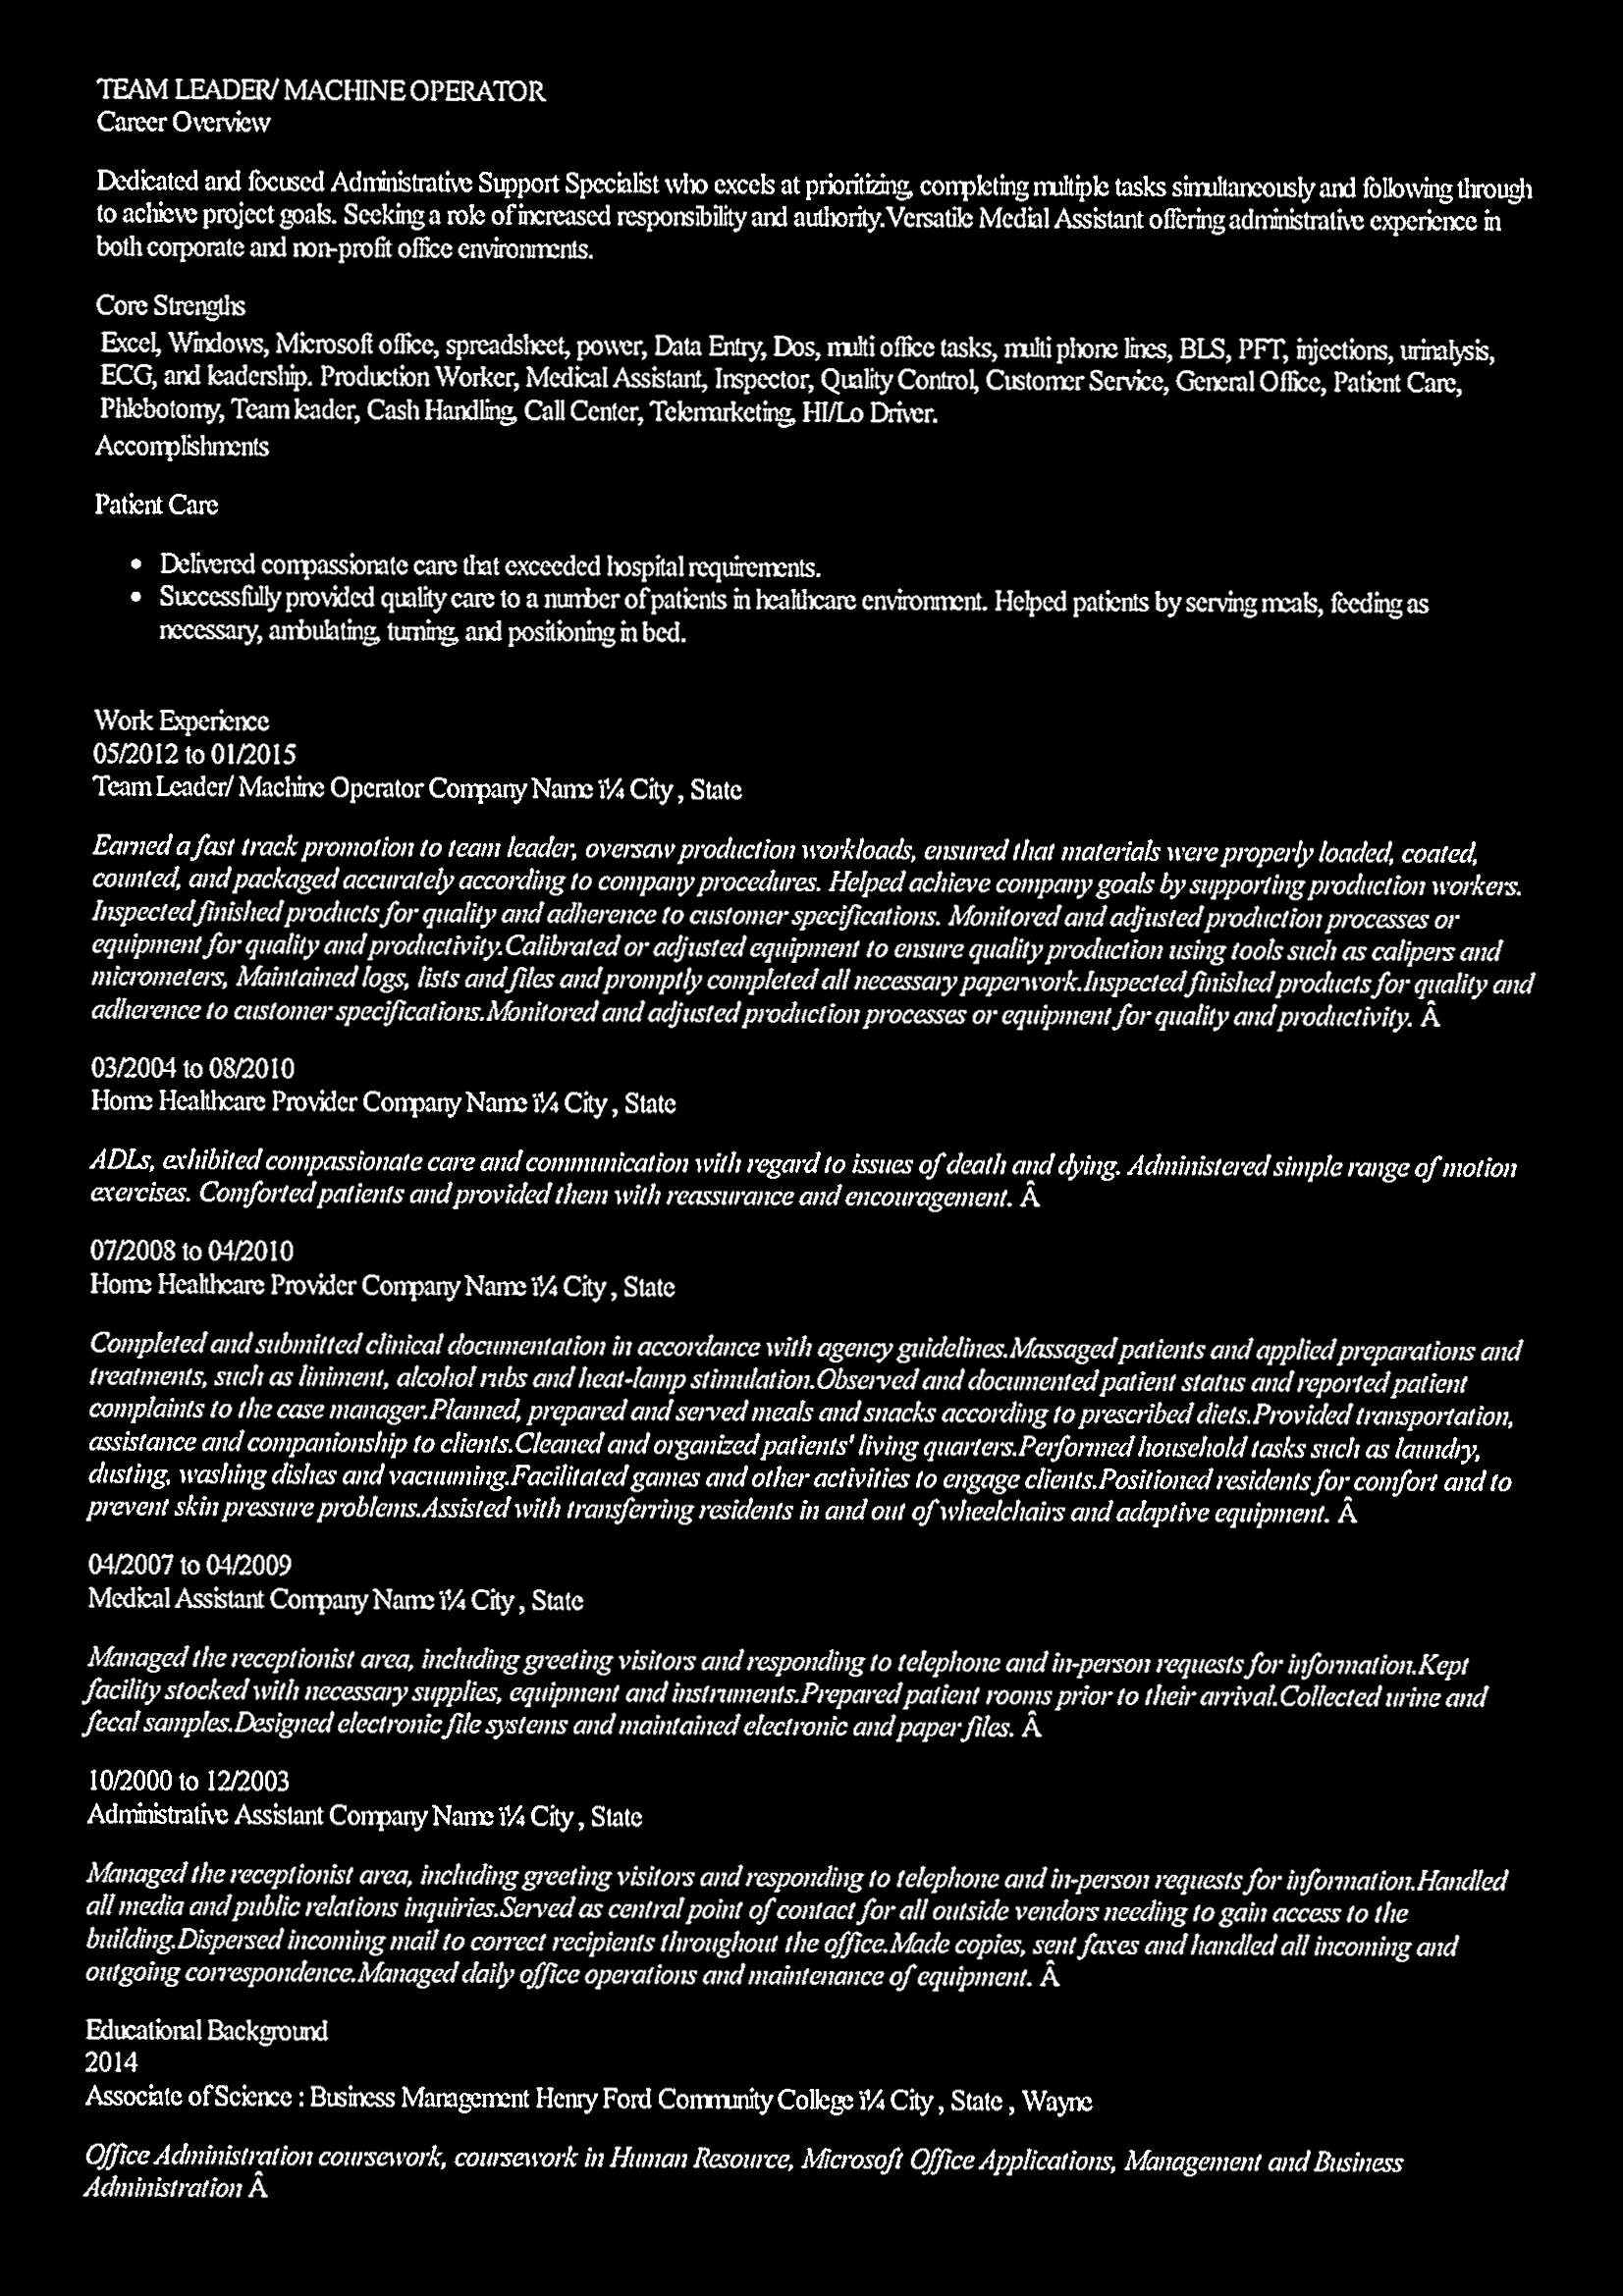 TEAM LEADER/ MACHINE OPERATOR
Career Overview
Dedicated and focused Administrative Support Specialist who excels at prioritizing, completing multiple tasks simultaneously and following through
to achieve project goals. Seeking a role of increased responsibility and authority.Versatile Medial Assistant offering administrative experience in
both corporate and non-profit office environments.
Core Strengths
Excel, Windows, Microsoft office, spreadsheet, power, Data Entry, Dos, multi office tasks, multi phone lines, BLS, PFT, injections, urinalysis,
ECG, and leadership. Production Worker, Medical Assistant, Inspector, Quality Control, Customer Service, General Office, Patient Care,
Phlebotomy, Team leader, Cash Handling, Call Center, Telemarketing, HI/Lo Driver.
Accomplishments
Patient Care
• Delivered compassionate care that exceeded hospital requirements.
• Successfully provided quality care to a number of patients in healthcare environment. Helped patients by serving meals, feeding as
necessary, ambulating, turning, and positioning in bed.
Work Experience
05/2012 to 01/2015
Team Leader/ Machine Operator Company Name ï¼ City , State
Earned a fast track promotion to team leader, oversaw production workloads, ensured that materials were properly loaded, coated,
counted, and packaged accurately according to company procedures. Helped achieve company goals by supporting production workers.
Inspected finished products for quality and adherence to customer specifications. Monitored and adjusted production processes or
equipment for quality and productivity.Calibrated or adjusted equipment to ensure quality production using tools such as calipers and
micrometers, Maintained logs, lists and files and promptly completed all necessary paperwork.Inspected finished products for quality and
adherence to customer specifications.Monitored and adjusted production processes or equipment for quality and productivity. Â
03/2004 to 08/2010
Home Healthcare Provider Company Name ï¼ City , State
ADLs, exhibited compassionate care and communication with regard to issues of death and dying. Administered simple range of motion
exercises. Comforted patients and provided them with reassurance and encouragement. Â
07/2008 to 04/2010
Home Healthcare Provider Company Name ï¼ City , State
Completed and submitted clinical documentation in accordance with agency guidelines.Massaged patients and applied preparations and
treatments, such as liniment, alcohol rubs and heat-lamp stimulation.Observed and documented patient status and reported patient
complaints to the case manager.Planned, prepared and served meals and snacks according to prescribed diets.Provided transportation,
assistance and companionship to clients.Cleaned and organized patients' living quarters.Performed household tasks such as laundry,
dusting, washing dishes and vacuuming.Facilitated games and other activities to engage clients.Positioned residents for comfort and to
prevent skin pressure problems.Assisted with transferring residents in and out of wheelchairs and adaptive equipment. Â
04/2007 to 04/2009
Medical Assistant Company Name ï¼ City , State
Managed the receptionist area, including greeting visitors and responding to telephone and in-person requests for information.Kept
facility stocked with necessary supplies, equipment and instruments.Prepared patient rooms prior to their arrival.Collected urine and
fecal samples.Designed electronic file systems and maintained electronic and paper files. Â
10/2000 to 12/2003
Administrative Assistant Company Name ï¼ City , State
Managed the receptionist area, including greeting visitors and responding to telephone and in-person requests for information.Handled
all media and public relations inquiries.Served as central point of contact for all outside vendors needing to gain access to the
building.Dispersed incoming mail to correct recipients throughout the office.Made copies, sent faxes and handled all incoming and
outgoing correspondence.Managed daily office operations and maintenance of equipment. Â
Educational Background
2014
Associate of Science : Business Management Henry Ford Community College ï¼ City , State , Wayne
Office Administration coursework, coursework in Human Resource, Microsoft Office Applications, Management and Business
Administration Â